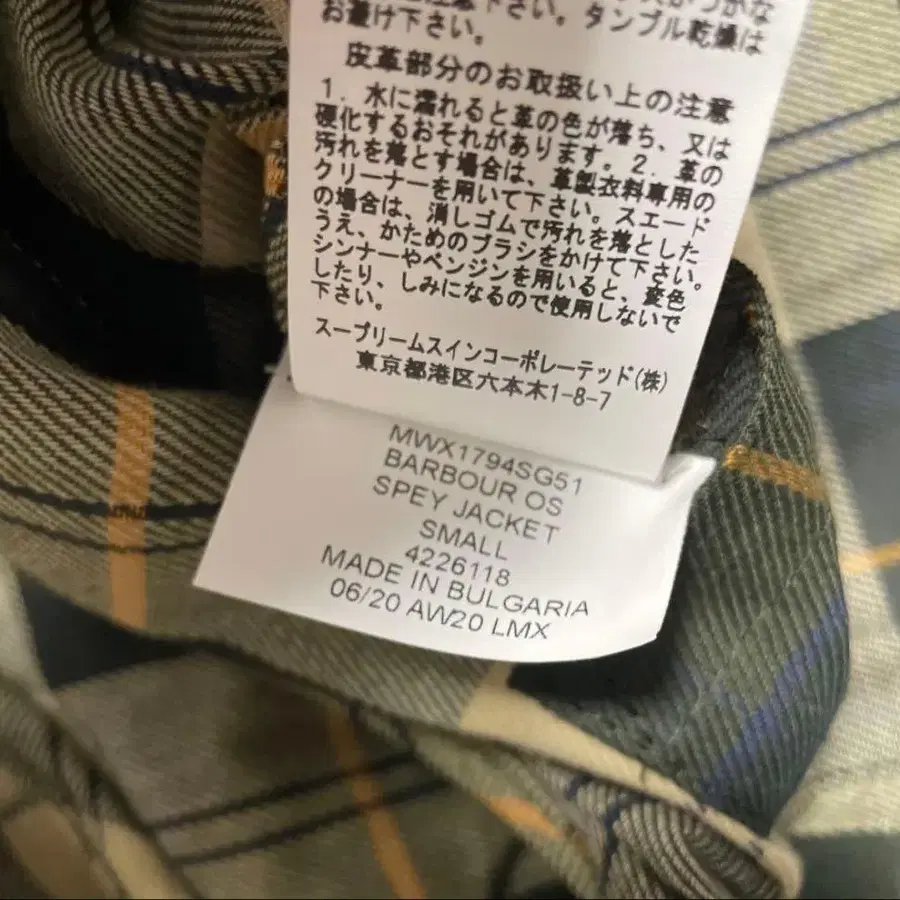 下さい。タンブル乾燥は
お避け下さい。
皮革部分のお取扱い上の注意
1．水に濡れると革の色が落ち、又は
硬化するおそれがあります。2．革の
汚れを落とす場合は、革製衣料専用の
クリーナーを用いて下さい。スエード
の場合は、消しゴムで汚れを落とした
うえ、かためのブラシをかけて下さい。
シンナーやベンジンを用いると、変色
したり、しみになるので使用しないで
下さい。
スープリームスインコーポレーテッド(株)
東京都港区六本木1-8-7
MWX1794SG51
BARBOUR OS
SPEY JACKET
SMALL
4226118
MADE IN BULGARIA
06/20 AW20 LMX